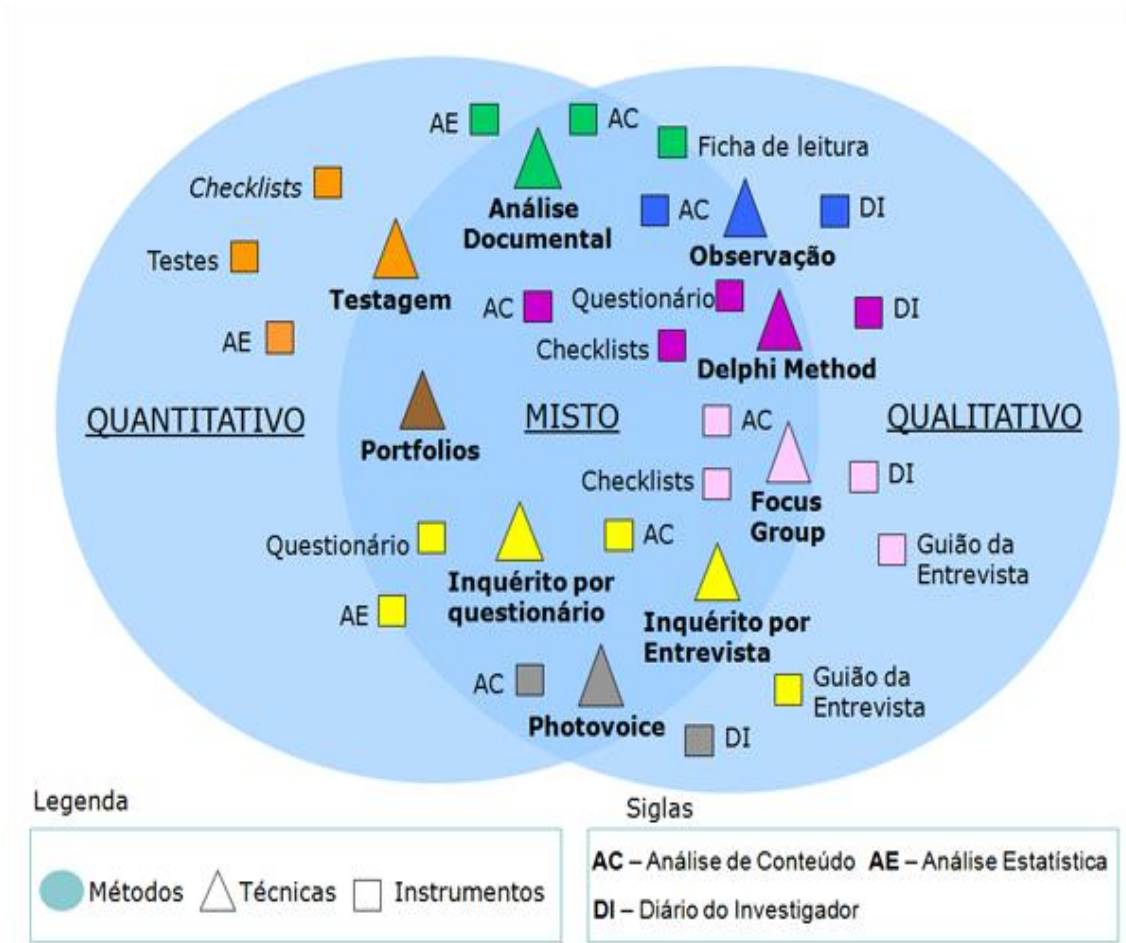 AE
AC
Ficha de leitura
Checklists
Análise
Documental
AC
DI
Observação
Testes
Testagem
AC
Questionário
DI
AE
Checklists
Delphi Method
QUANTITATIVO
MISTO
AC
QUALITATIVO
Portfolios
Checklists
DI
Focus
Group
Questionário
AC
Guião da
Entrevista
Inquérito por
questionário
AE
Inquérito por
Entrevista
AC
Guião da
Entrevista
Photovoice
DI
Legenda
Siglas
Métodos
Técnicas
Instrumentos
AC – Análise de Conteúdo AE – Análise Estatística
DI – Diário do Investigador